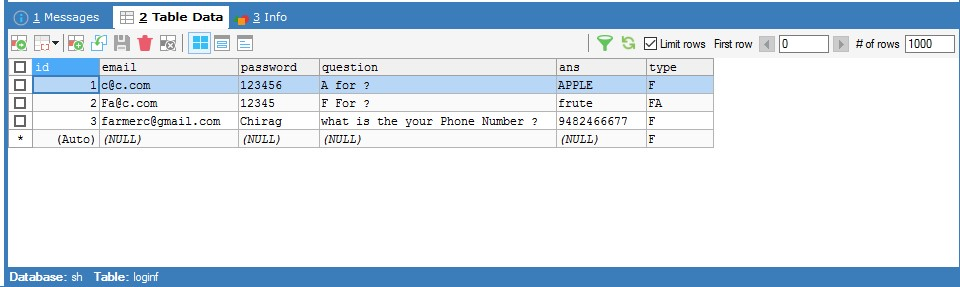 1 Messages 2 Table Data 3 Info
Limit rows First row 0 # of rows 1000
id email password question ans type
1 c@c.com 123456 A for ? APPLE F
2 Fa@c.com 12345 F For ? frute FA
3 farmerc@gmail.com Chirag what is the your Phone Number ? 9482466677 F
* (Auto) (NULL) (NULL) (NULL) (NULL) F
Database: sh Table: loginf